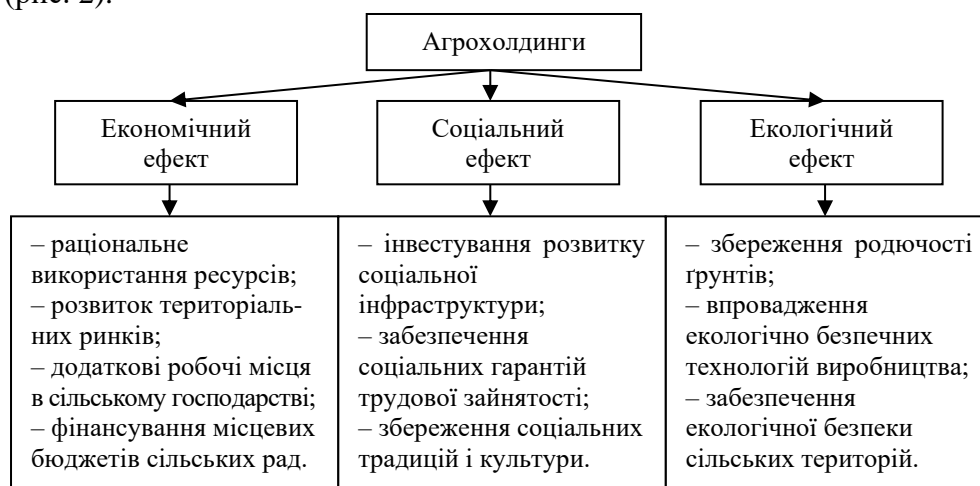 (рис. 2).
Агрохолдинги
Економічний
ефект
Соціальний
ефект
Екологічний
ефект
– раціональне
використання ресурсів;
– розвиток територіаль-
них ринків;
– додаткові робочі місця
в сільському господарстві;
– фінансування місцевих
бюджетів сільських рад.
– інвестування розвитку
соціальної
інфраструктури;
– забезпечення
соціальних гарантій
трудової зайнятості;
– збереження соціальних
традицій і культури.
– збереження родючості
ґрунтів;
– впровадження
екологічно безпечних
технологій виробництва;
– забезпечення
екологічної безпеки
сільських територій.